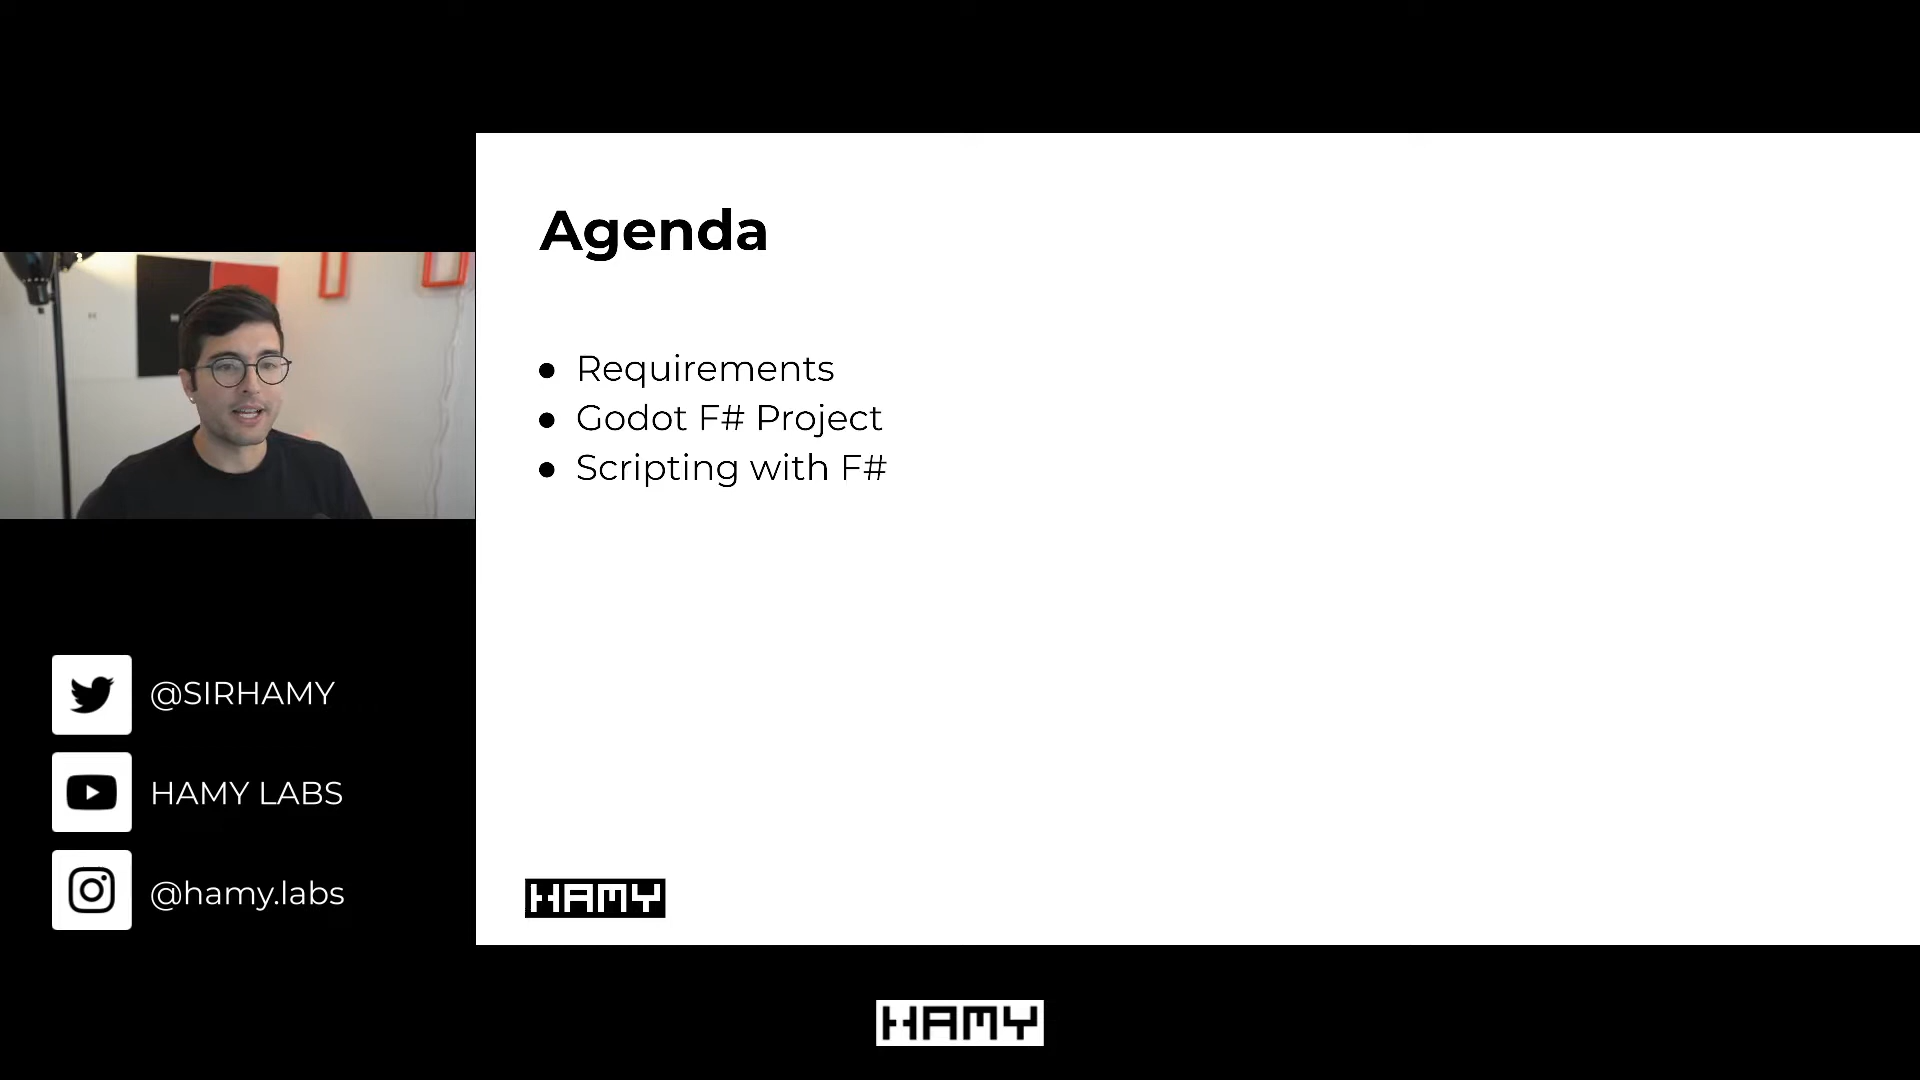 Agenda
● Requirements
● Godot F# Project
● Scripting with F#
@SIRHAMY
HAMY LABS
@hamy.labs
HAMY
HAMY